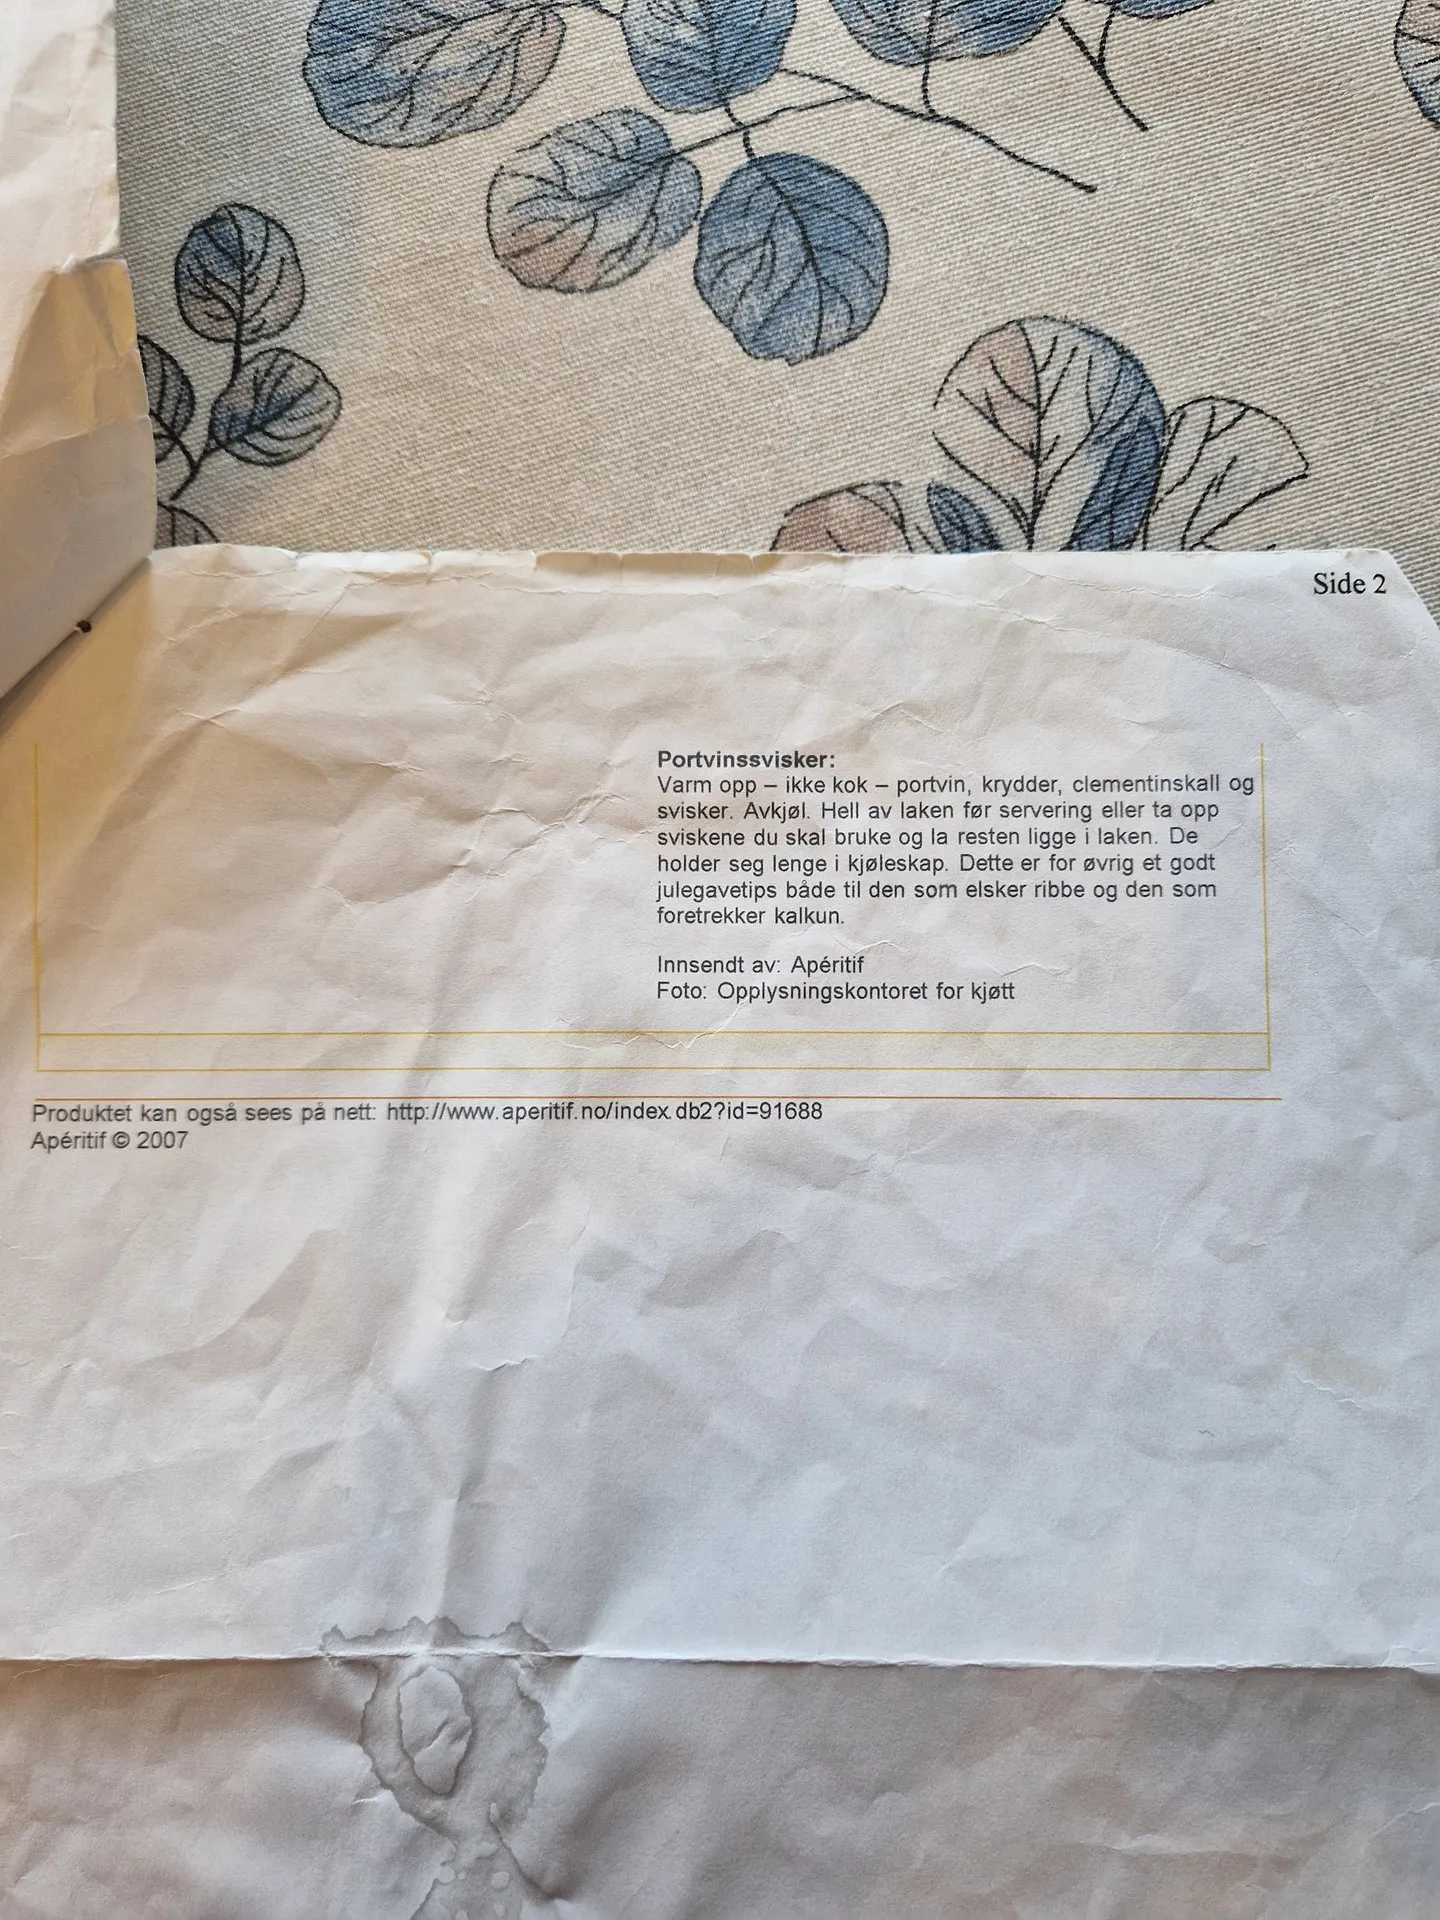 Side 2
Portvinssvisker:
Varm opp – ikke kok – portvin, krydder, clementinskall og
svisker. Avkjøl. Hell av laken før servering eller ta opp
sviskene du skal bruke og la resten ligge i laken. De
holder seg lenge i kjøleskap. Dette er for øvrig et godt
julegavetips både til den som elsker ribbe og den som
foretrekker kalkun.
Innsendt av: Apéritif
Foto: Opplysningskontoret for kjøtt
Produktet kan også sees på nett: http://www.aperitif.no/index.db2?id=91688
Apéritif © 2007